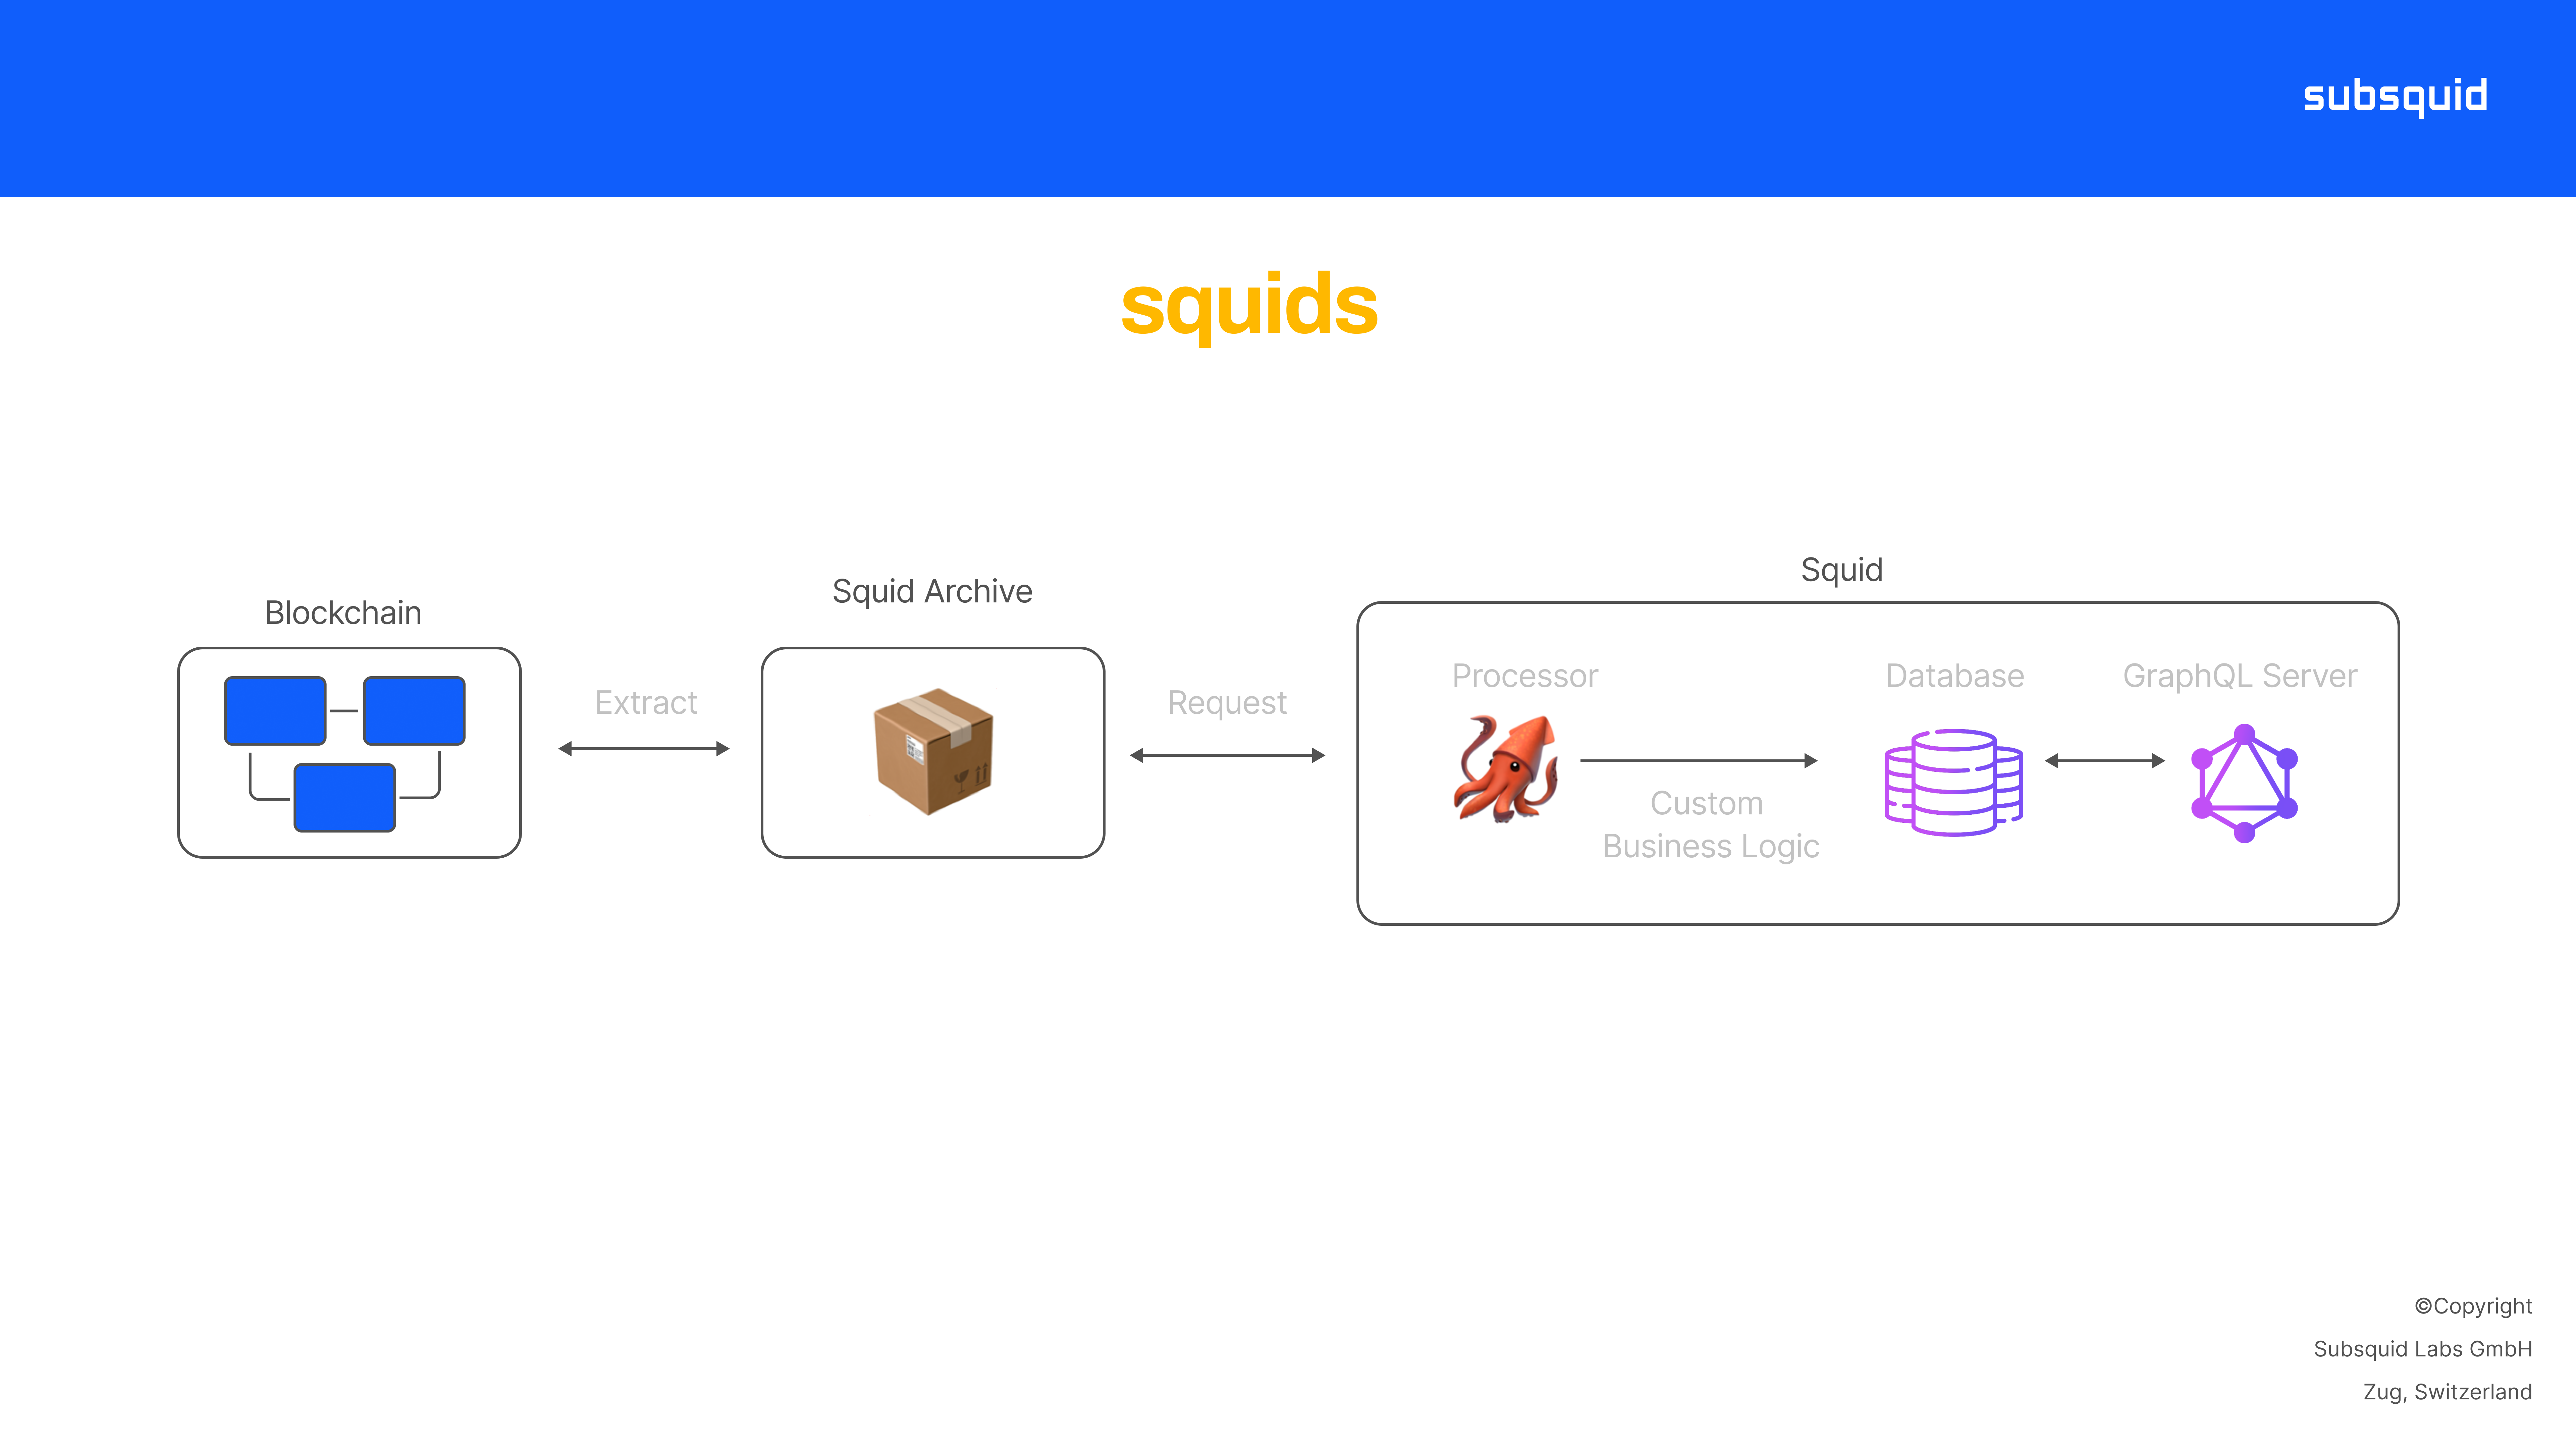 subsquid
squids
Blockchain
Extract
Squid Archive
Request
Squid
Processor
Custom
Business Logic
Database
GraphQL Server
©Copyright
Subsquid Labs GmbH
Zug, Switzerland